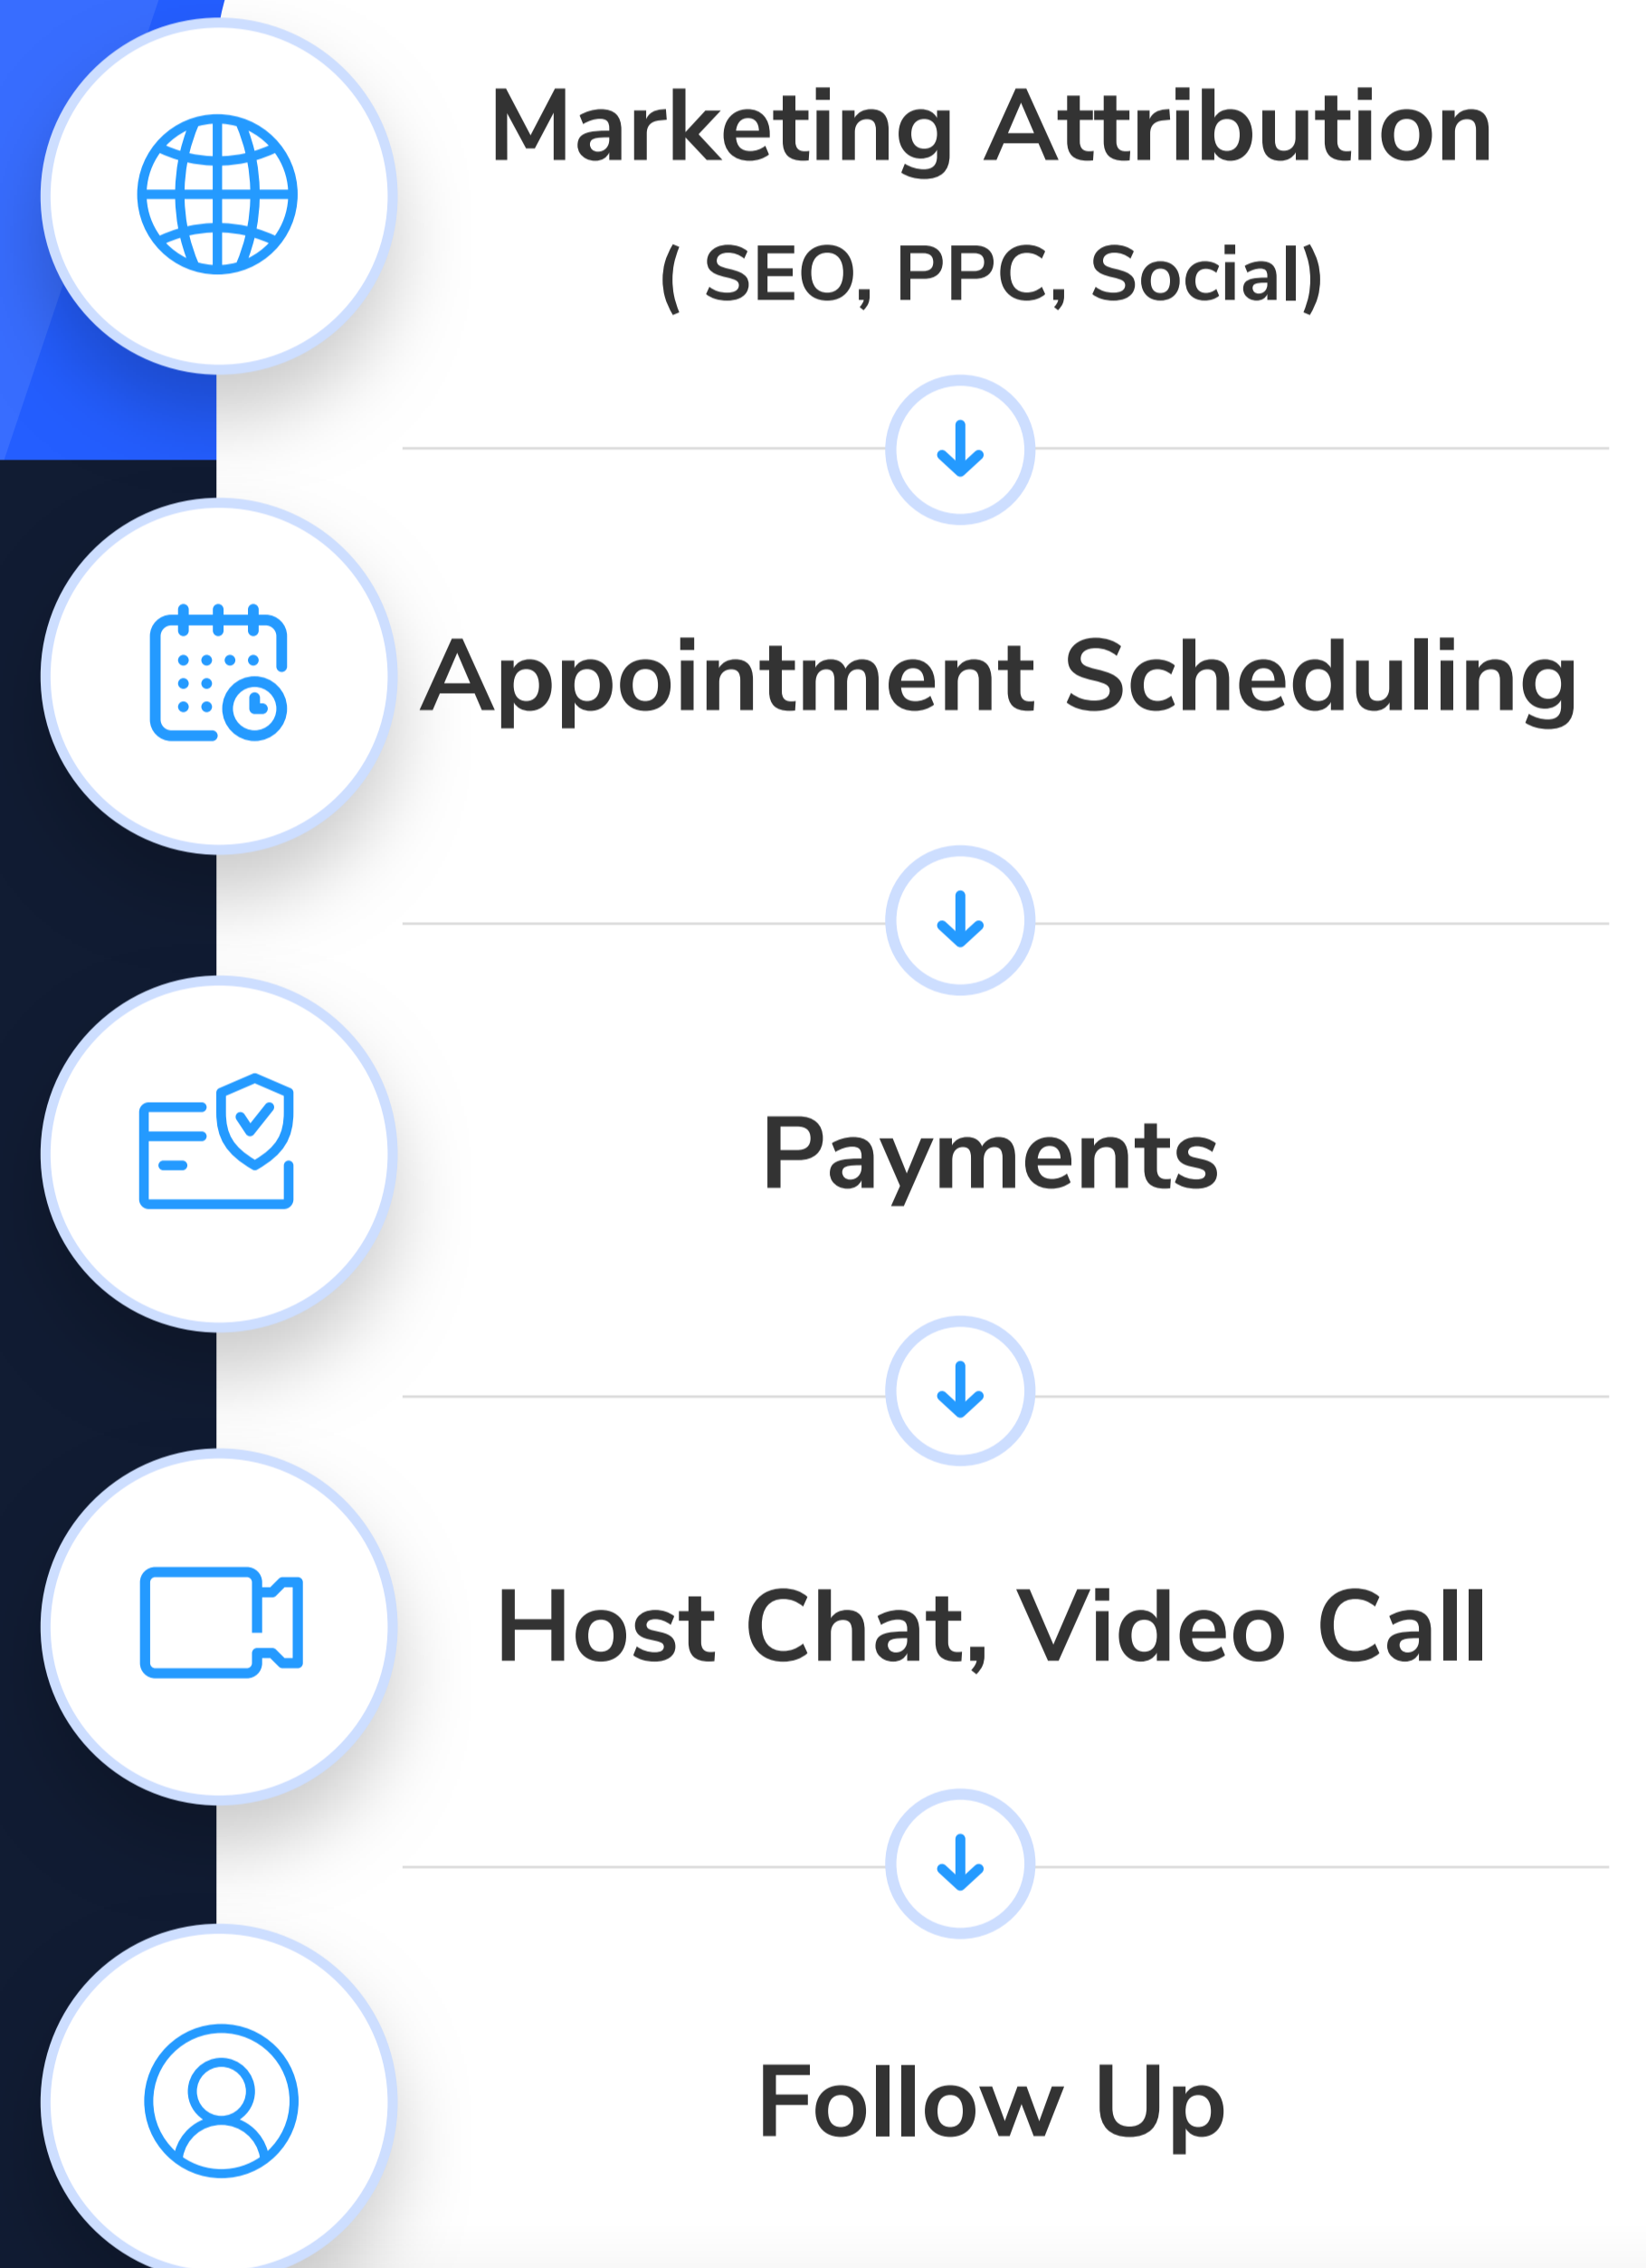 Marketing Attribution
( SEO, PPC, Social)
Appointment Scheduling
Payments
Host Chat, Video Call
Follow Up